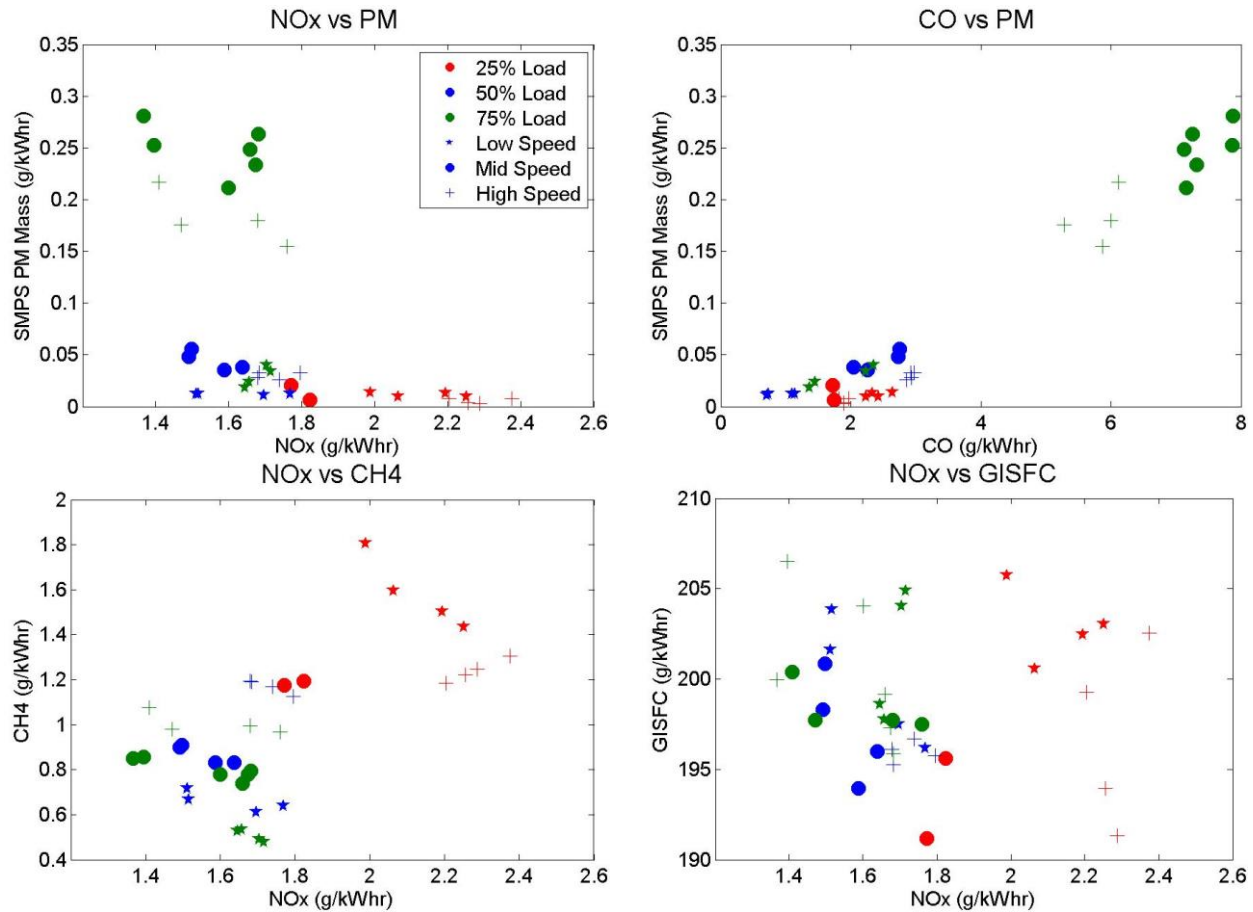 NOx vs PM
0.35
0.3
0.25
0.2
0.15
0.1
0.05
0
SMPS PM Mass (g/kWhr)
25% Load
50% Load
75% Load
Low Speed
Mid Speed
High Speed
1.4 1.6 1.8 2 2.2 2.4 2.6
NOx (g/kWhr)
CO vs PM
0.35
0.3
0.25
0.2
0.15
0.1
0.05
0
SMPS PM Mass (g/kWhr)
0 2 4 6 8
CO (g/kWhr)
NOx vs CH4
2
1.8
1.6
1.4
1.2
1
0.8
0.6
0.4
CH4 (g/kWhr)
1.4 1.6 1.8 2 2.2 2.4 2.6
NOx (g/kWhr)
NOx vs GISFC
210
205
200
195
190
GISFC (g/kWhr)
1.4 1.6 1.8 2 2.2 2.4 2.6
NOx (g/kWhr)